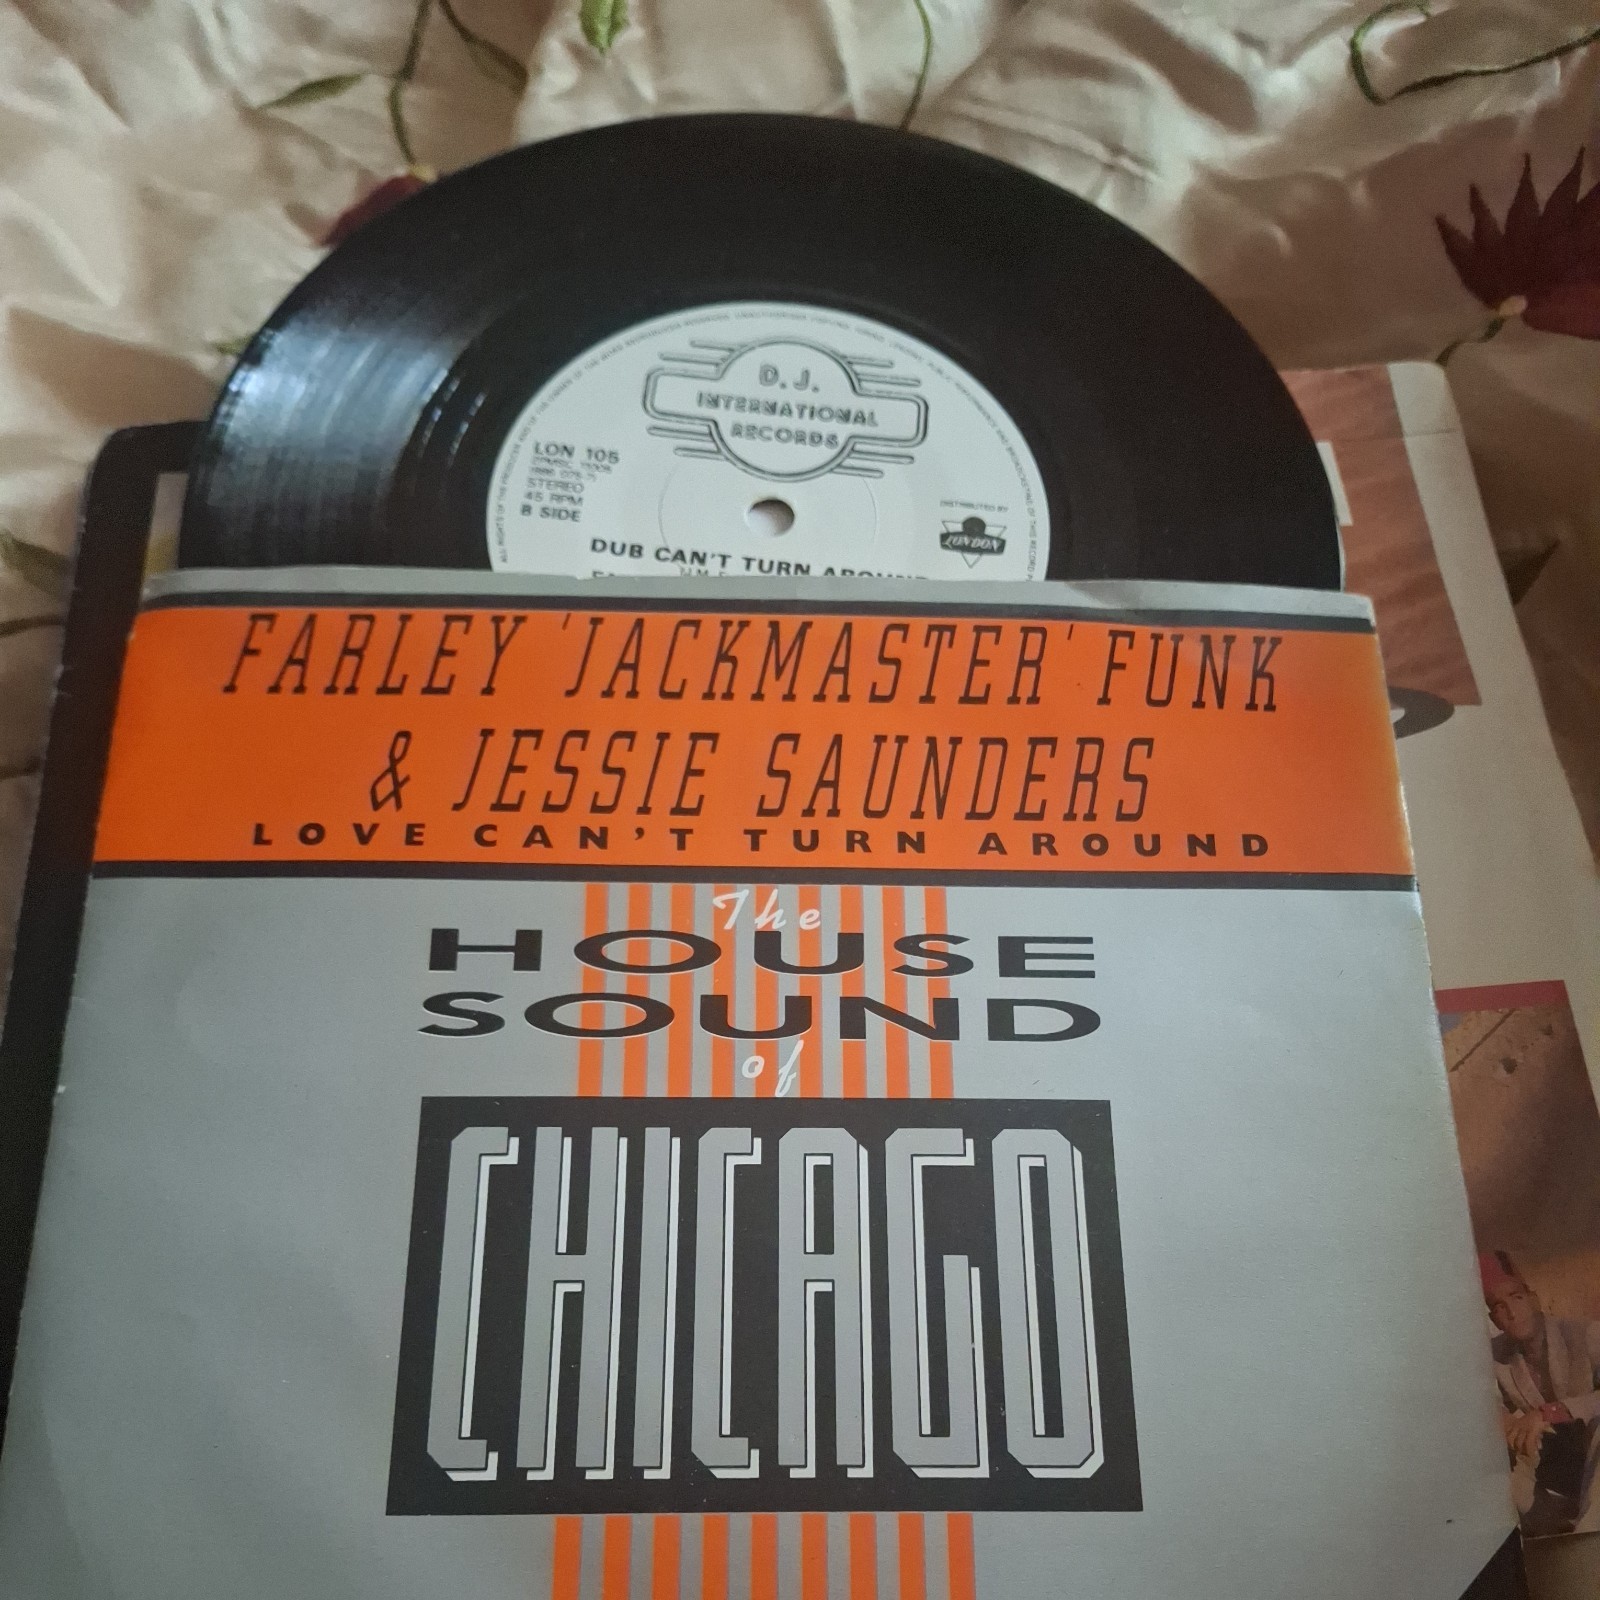 D.J.
INTERNATIONAL
RECORDS
LON 105
STEREO
45 RPM
B SIDE
DISTRIBUTED BY
LONDON
DUB CAN'T TURN AROUND
FARLEY 'JACKMASTER' FUNK
& JESSIE SAUNDERS
LOVE CAN'T TURN AROUND
The
HOUSE
SOUND
of
CHICAGO